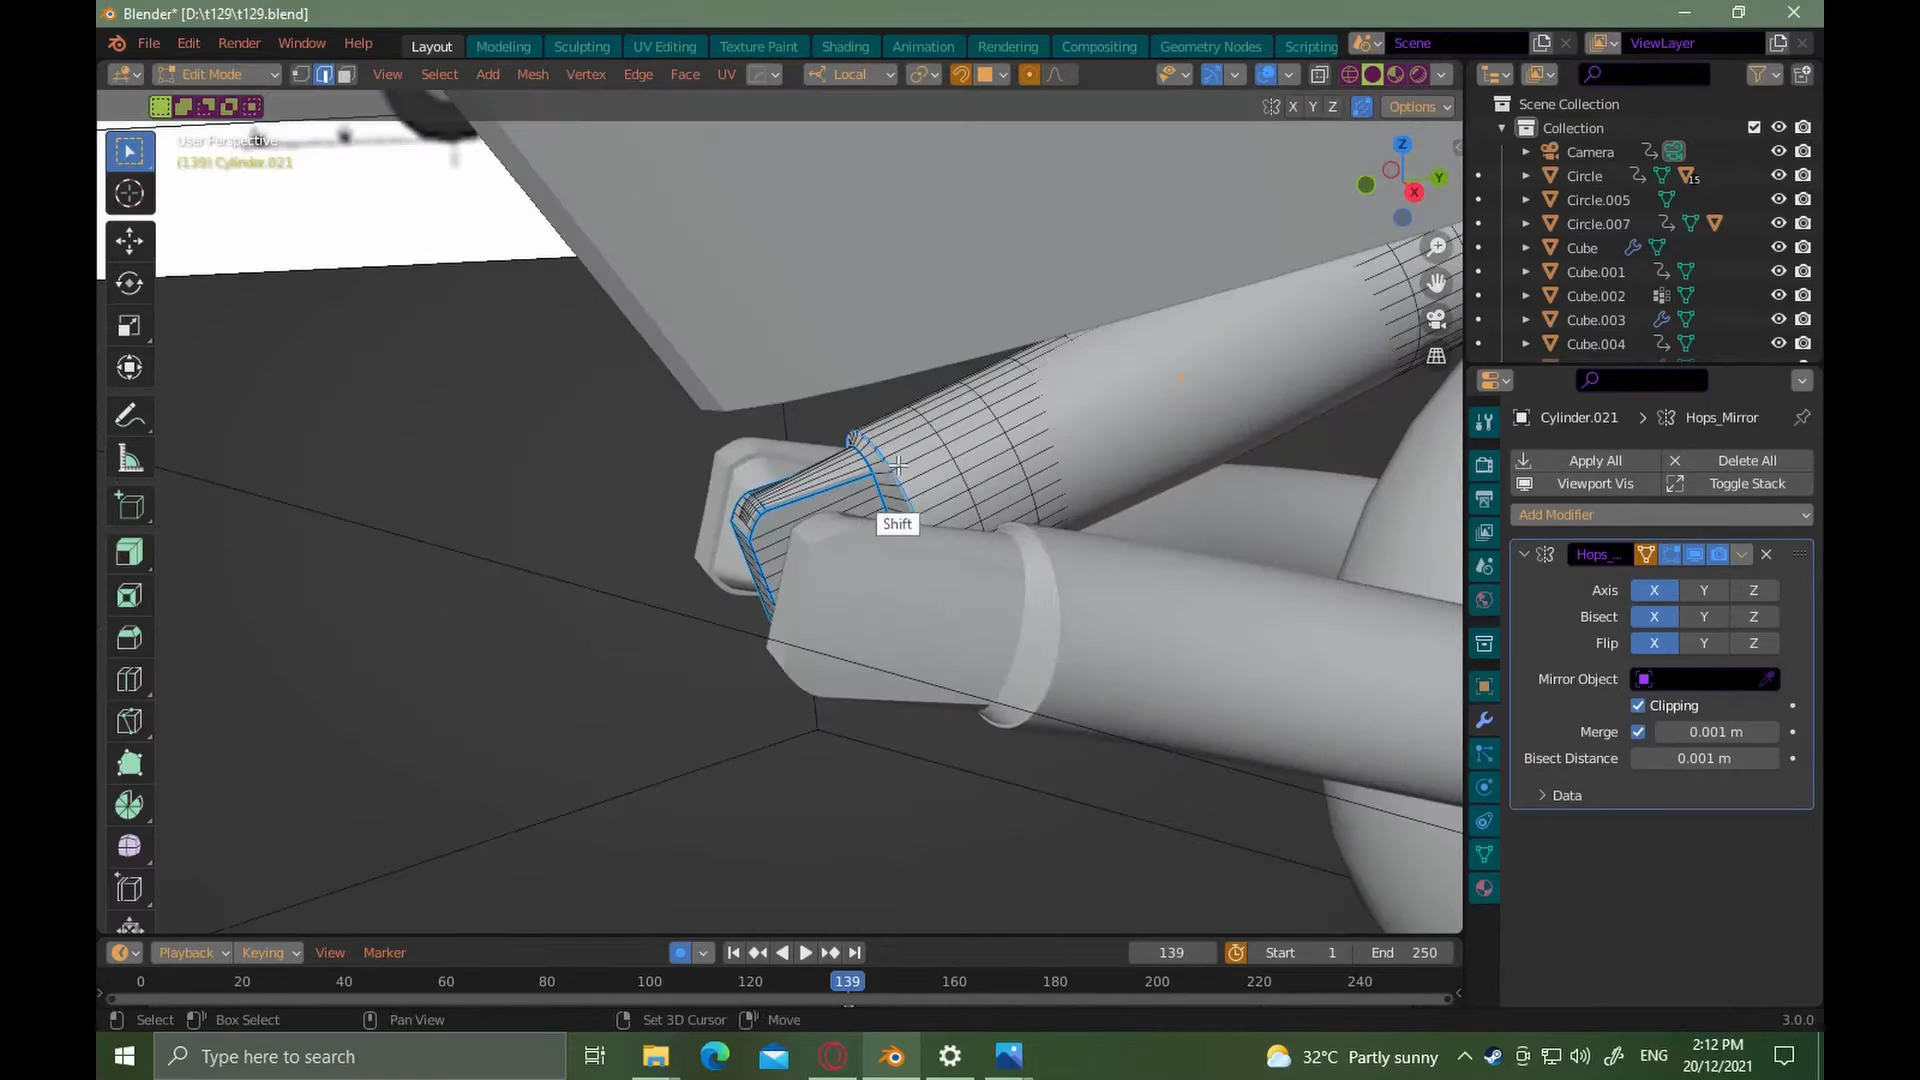 Blender* [D:\t129\t129.blend]
File Edit Render Window Help Layout Modeling Sculpting UV Editing Texture Paint Shading Animation Rendering Compositing Geometry Nodes Scripting Scene ViewLayer
Edit Mode View Select Add Mesh Vertex Edge Face UV Local
X Y Z Options
User Perspective
(139) Cylinder.021
Z
Y
X
Shift
Scene Collection
Collection
Camera
Circle 15
Circle.005
Circle.007
Cube
Cube.001
Cube.002
Cube.003
Cube.004
Cylinder.021 Hops_Mirror
Apply All Delete All
Viewport Vis Toggle Stack
Add Modifier
Hops_...
Axis X Y Z
Bisect X Y Z
Flip X Y Z
Mirror Object
Clipping
Merge 0.001 m
Bisect Distance 0.001 m
Data
Playback Keying View Marker 139 Start 1 End 250
0 20 40 60 80 100 120 139 160 180 200 220 240
Select Box Select Pan View Set 3D Cursor Move 3.0.0
Type here to search 32°C Partly sunny ENG 2:12 PM
20/12/2021